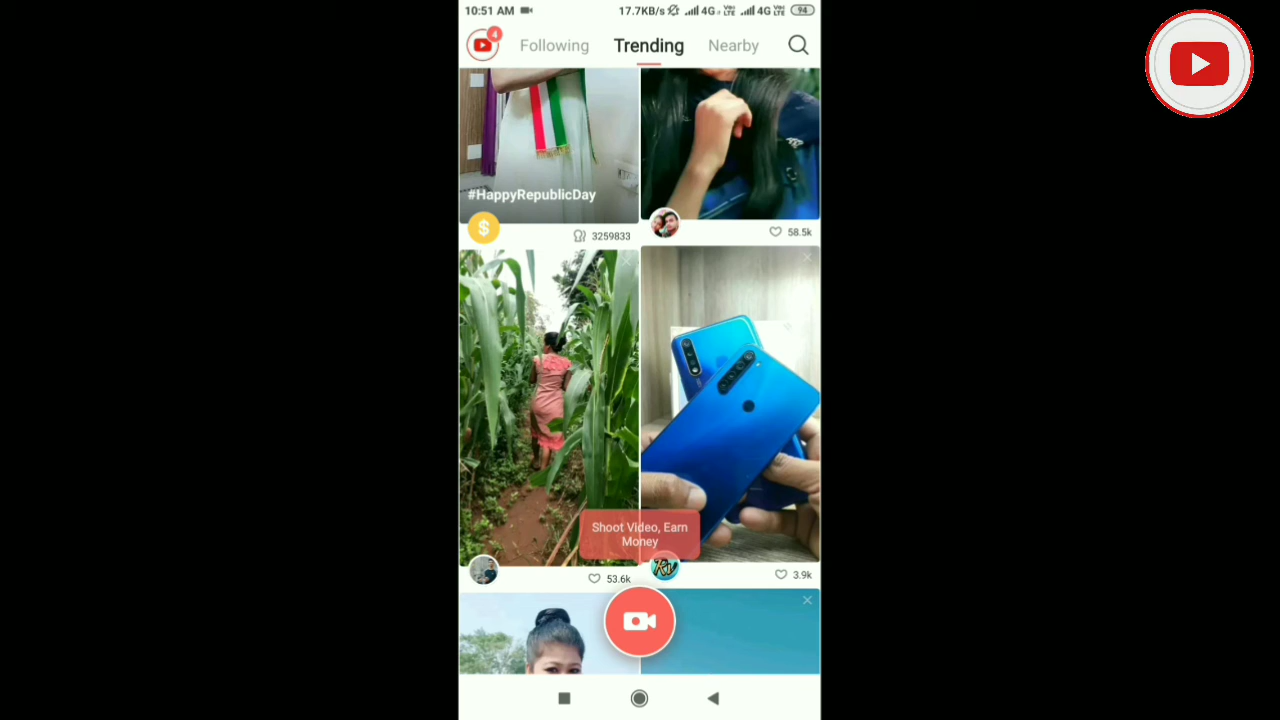 10:51 AM
17.7KB/s 4G 4G 94
4
Following Trending Nearby
#HappyRepublicDay
$
3259833
58.5k
Shoot Video, Earn
Money
53.6k
3.9k